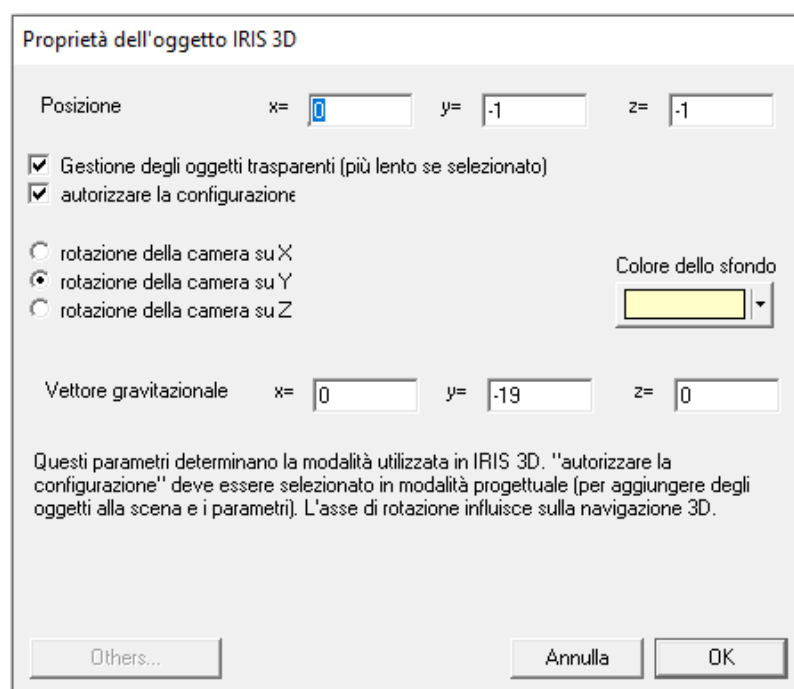 Proprietà dell'oggetto IRIS 3D
Posizione x= 0 y= -1 z= -1
Gestione degli oggetti trasparenti (più lento se selezionato)
autorizzare la configurazione
rotazione della camera su X
rotazione della camera su Y
rotazione della camera su Z
Colore dello sfondo
Vettore gravitazionale x= 0 y= -19 z= 0
Questi parametri determinano la modalità utilizzata in IRIS 3D. "autorizzare la
configurazione" deve essere selezionato in modalità progettuale (per aggiungere degli
oggetti alla scena e i parametri). L'asse di rotazione influisce sulla navigazione 3D.
Others... Annulla OK